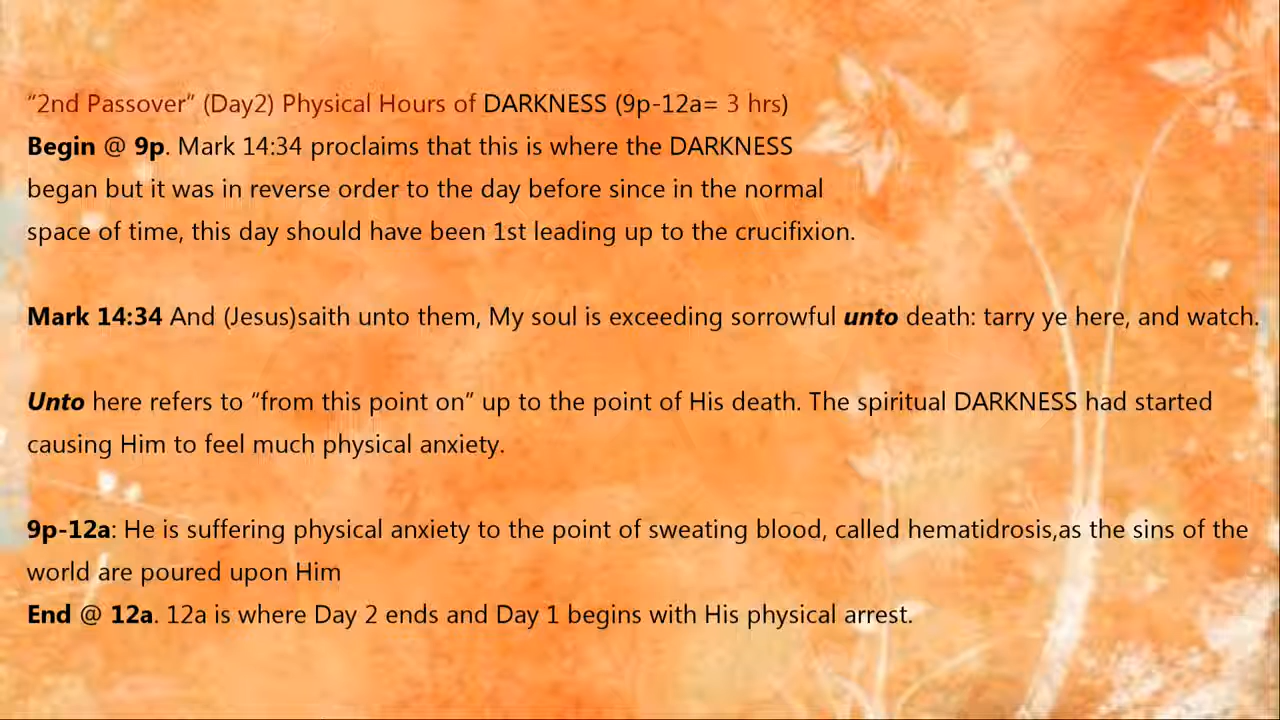 “2nd Passover” (Day2) Physical Hours of DARKNESS (9p-12a= 3 hrs)
Begin @ 9p. Mark 14:34 proclaims that this is where the DARKNESS
began but it was in reverse order to the day before since in the normal
space of time, this day should have been 1st leading up to the crucifixion.
Mark 14:34 And (Jesus)saith unto them, My soul is exceeding sorrowful unto death: tarry ye here, and watch.
Unto here refers to “from this point on” up to the point of His death. The spiritual DARKNESS had started
causing Him to feel much physical anxiety.
9p-12a: He is suffering physical anxiety to the point of sweating blood, called hematidrosis,as the sins of the
world are poured upon Him
End @ 12a. 12a is where Day 2 ends and Day 1 begins with His physical arrest.